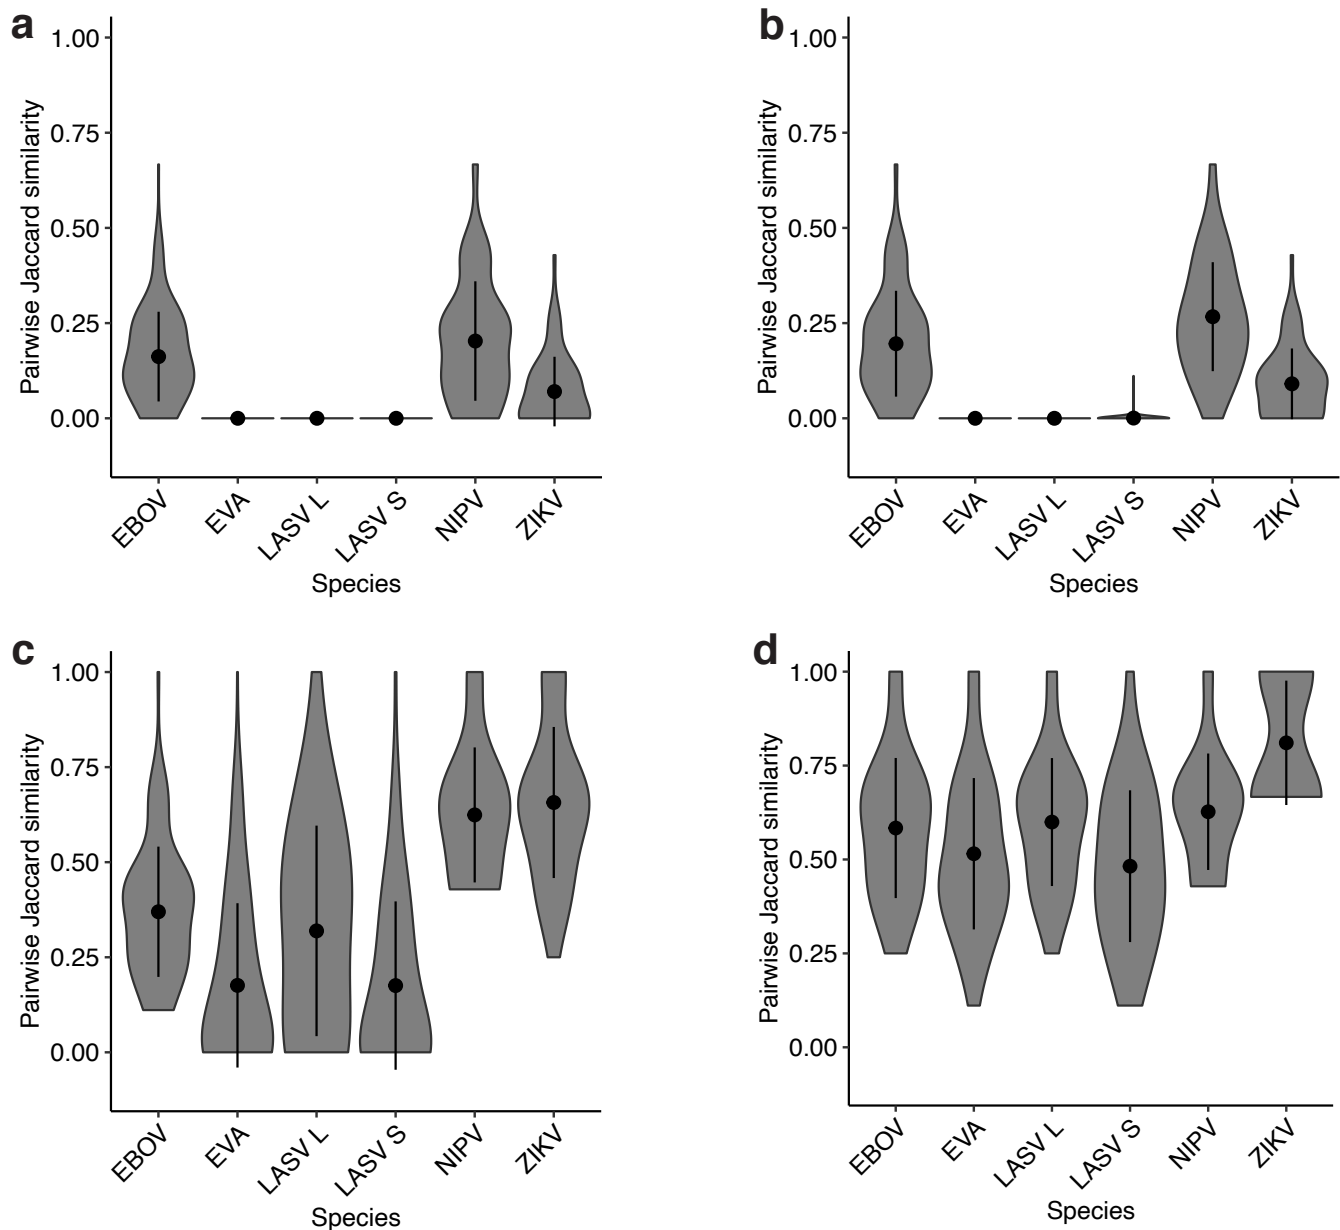 a
Pairwise Jaccard similarity
1.00
0.75
0.50
0.25
0.00
EBOV
EVA
LASV L
LASV S
NIPV
ZIKV
Species
b
Pairwise Jaccard similarity
1.00
0.75
0.50
0.25
0.00
EBOV
EVA
LASV L
LASV S
NIPV
ZIKV
Species
c
Pairwise Jaccard similarity
1.00
0.75
0.50
0.25
0.00
EBOV
EVA
LASV L
LASV S
NIPV
ZIKV
Species
d
Pairwise Jaccard similarity
1.00
0.75
0.50
0.25
0.00
EBOV
EVA
LASV L
LASV S
NIPV
ZIKV
Species